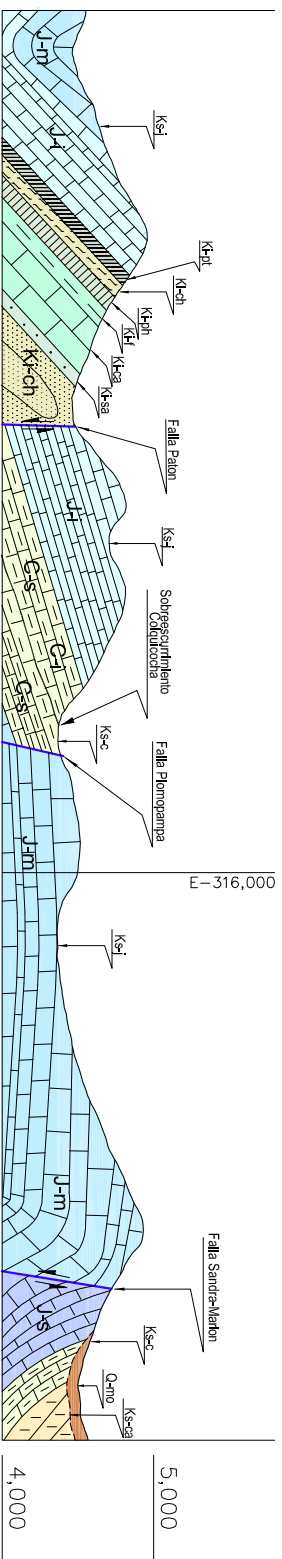 J-m
J-i
Ks-j
Ki-pt
Ki-ch
Ki-ph
Ki-f
Ki-ca
Ki-sa
Ki-ch
Falla Paton
J-i
Ks-j
C-s
C-i
C-s
Sobreescurrimiento
Colquicocha
Ks-c
Falla Plomopampa
J-m
E-316,000
Ks-j
J-m
Falla Sandra-Marlon
J-s
Ks-c
Q-mo
Ks-ca
5,000
4,000